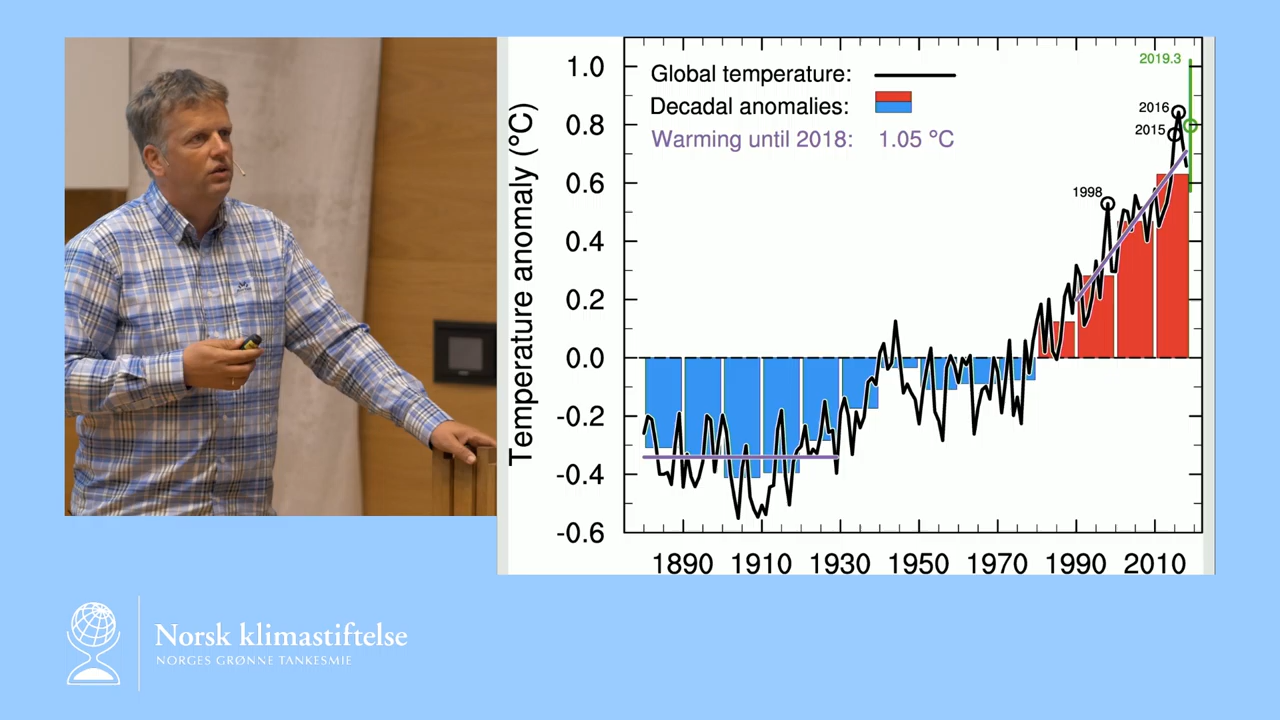 Global temperature:
Decadal anomalies:
Warming until 2018: 1.05 °C
2019.3
2016
2015
1998
Temperature anomaly (°C)
1.0
0.8
0.6
0.4
0.2
0.0
-0.2
-0.4
-0.6
1890 1910 1930 1950 1970 1990 2010
Norsk klimastiftelse
NORGES GRØNNE TANKESMIE